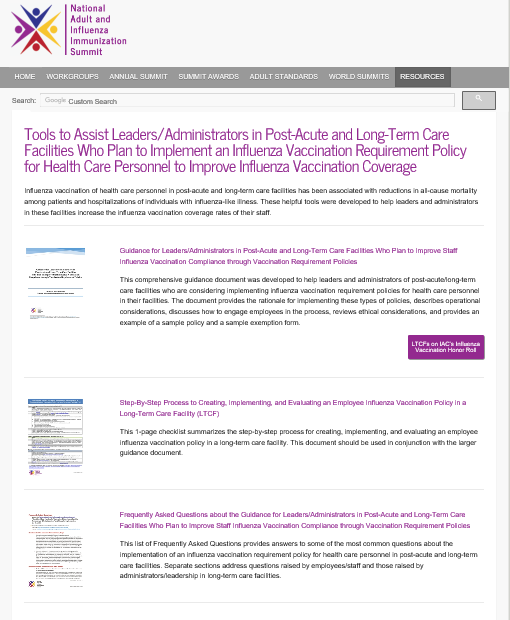 National
Adult and
Influenza
Immunization
Summit
HOME WORKGROUPS ANNUAL SUMMIT SUMMIT AWARDS ADULT STANDARDS WORLD SUMMITS RESOURCES
Search: Google Custom Search
Tools to Assist Leaders/Administrators in Post-Acute and Long-Term Care
Facilities Who Plan to Implement an Influenza Vaccination Requirement Policy
for Health Care Personnel to Improve Influenza Vaccination Coverage
Influenza vaccination of health care personnel in post-acute and long-term care facilities has been associated with reductions in all-cause mortality
among patients and hospitalizations of individuals with influenza-like illness. These helpful tools were developed to help leaders and administrators
in these facilities increase the influenza vaccination coverage rates of their staff.
Guidance for Leaders/Administrators in Post-Acute and Long-Term Care Facilities Who Plan to Improve Staff
Influenza Vaccination Compliance through Vaccination Requirement Policies
This comprehensive guidance document was developed to help leaders and administrators of post-acute/long-term
care facilities who are considering implementing influenza vaccination requirement policies for health care personnel
in their facilities. The document provides the rationale for implementing these types of policies, describes operational
considerations, discusses how to engage employees in the process, reviews ethical considerations, and provides an
example of a sample policy and a sample exemption form.
LTCFs on IAC's Influenza
Vaccination Honor Roll
Step-By-Step Process to Creating, Implementing, and Evaluating an Employee Influenza Vaccination Policy in a
Long-Term Care Facility (LTCF)
This 1-page checklist summarizes the step-by-step process for creating, implementing, and evaluating an employee
influenza vaccination policy in a long-term care facility. This document should be used in conjunction with the larger
guidance document.
Frequently Asked Questions about the Guidance for Leaders/Administrators in Post-Acute and Long-Term Care
Facilities Who Plan to Improve Staff Influenza Vaccination Compliance through Vaccination Requirement Policies
This list of Frequently Asked Questions provides answers to some of the most common questions about the
implementation of an influenza vaccination requirement policy for health care personnel in post-acute and long-term
care facilities. Separate sections address questions raised by employees/staff and those raised by
administrators/leadership in long-term care facilities.